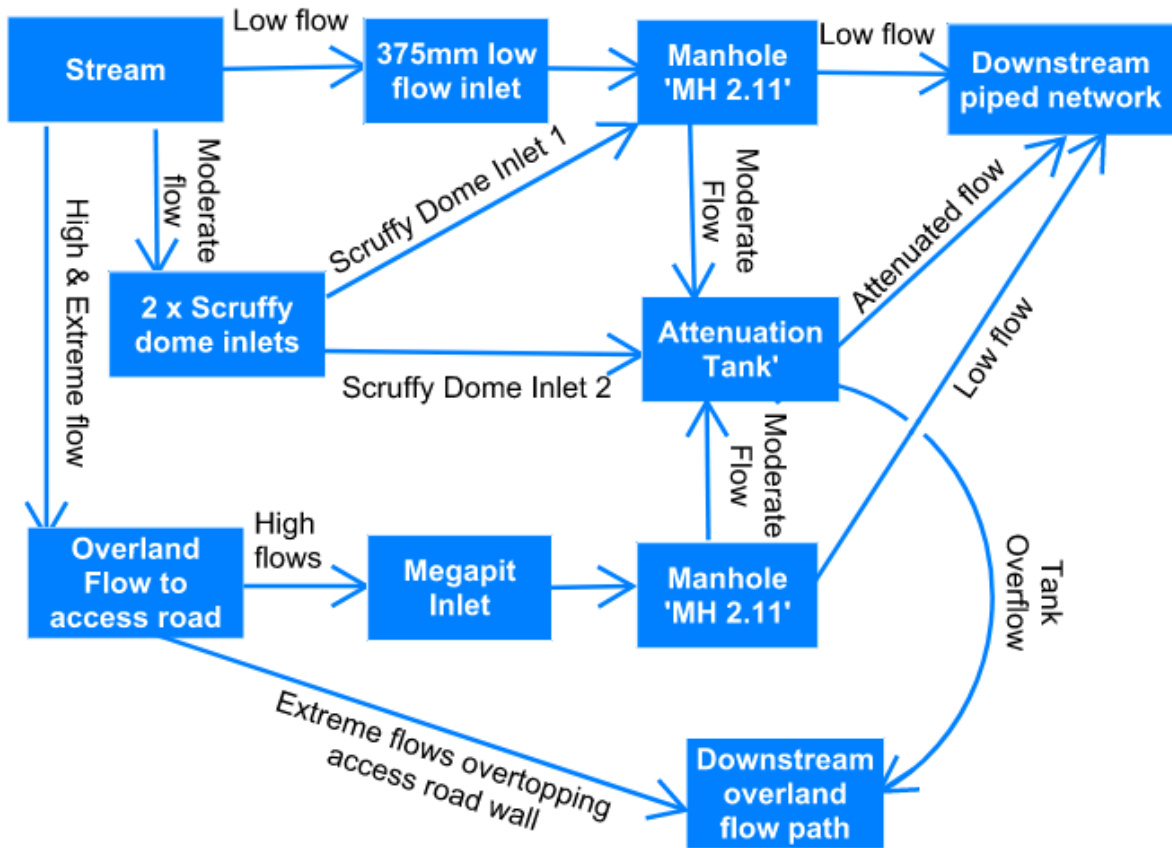 Stream
Low flow
375mm low
flow inlet
Manhole
'MH 2.11'
Low flow
Downstream
piped network
High & Extreme flow
Moderate
flow
Scruffy Dome Inlet 1
Moderate
Flow
Attenuated flow
Low flow
2 x Scruffy
dome inlets
Scruffy Dome Inlet 2
Attenuation
Tank'
Moderate
Flow
Tank
Overflow
Overland
Flow to
access road
High
flows
Megapit
Inlet
Manhole
'MH 2.11'
Extreme flows overtopping
access road wall
Downstream
overland
flow path